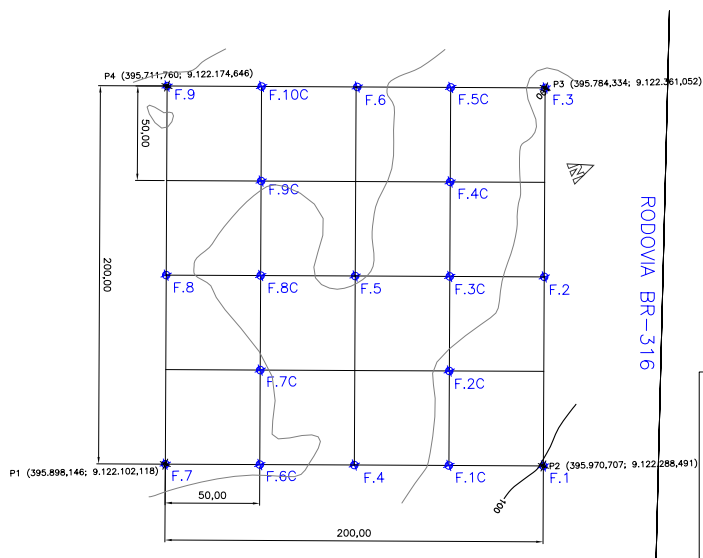 P4 (395.711,760; 9.122.174,646)
P3 (395.784,334; 9.122.361,052)
F.9
F.10C
F.6
F.5C
F.3
50,00
F.9C
F.4C
RODOVIA BR-316
200,00
F.8
F.8C
F.5
F.3C
F.2
F.7C
F.2C
P1 (395.898,146; 9.122.102,118)
P2 (395.970,707; 9.122.288,491)
F.7
F.6C
F.4
F.1C
F.1
50,00
100
200,00